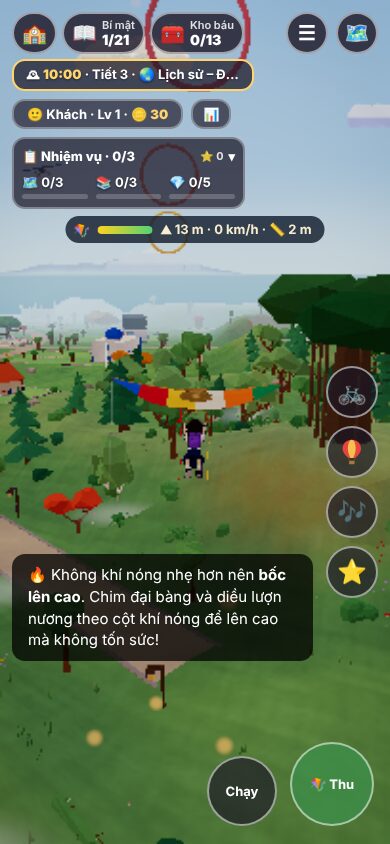 Bí mật
1/21
Kho báu
0/13
10:00 · Tiết 3 · Lịch sử – Đ...
Khách · Lv 1 · 30
Nhiệm vụ · 0/3
0 ▾
0/3
0/3
0/5
▲ 13 m · 0 km/h · 2 m
Không khí nóng nhẹ hơn nên bốc
lên cao. Chim đại bàng và diều lượn
nương theo cột khí nóng để lên cao
mà không tốn sức!
Chạy
Thu